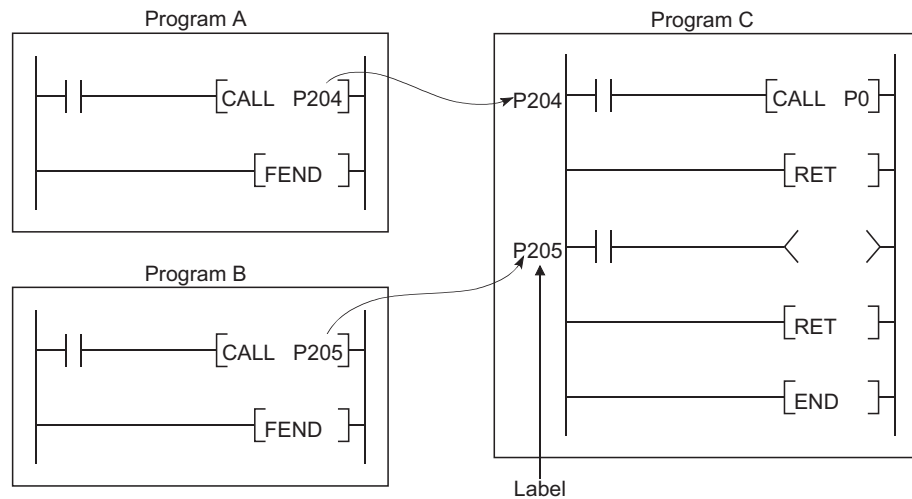 Program A
CALL P204
FEND
Program B
CALL P205
FEND
Program C
P204
CALL P0
RET
P205
RET
END
Label